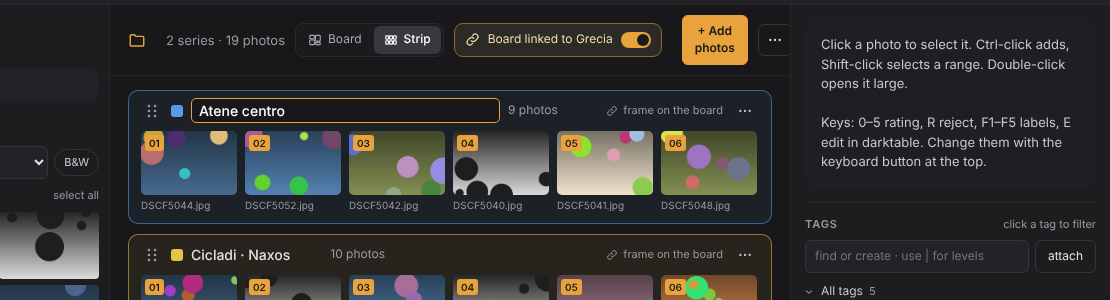 2 series · 19 photos
Board
Strip
Board linked to Grecia
+ Add
photos
Click a photo to select it. Ctrl-click adds,
Shift-click selects a range. Double-click
opens it large.
Keys: 0–5 rating, R reject, F1–F5 labels, E
edit in darktable. Change them with the
keyboard button at the top.
B&W
select all
Atene centro
9 photos
frame on the board
01
02
03
04
05
06
DSCF5044.jpg
DSCF5052.jpg
DSCF5042.jpg
DSCF5040.jpg
DSCF5041.jpg
DSCF5048.jpg
Cicladi · Naxos
10 photos
frame on the board
01
02
03
04
05
06
TAGS
click a tag to filter
find or create · use | for levels
attach
All tags 5